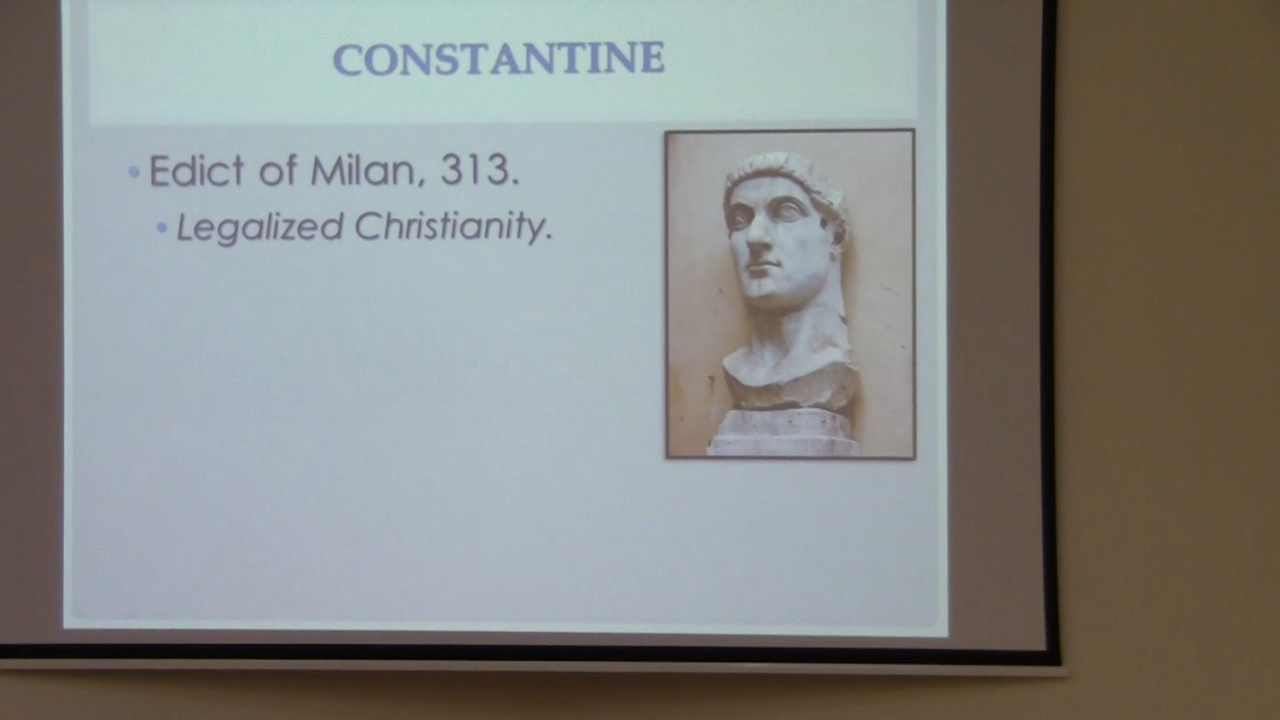 CONSTANTINE
• Edict of Milan, 313.
• Legalized Christianity.